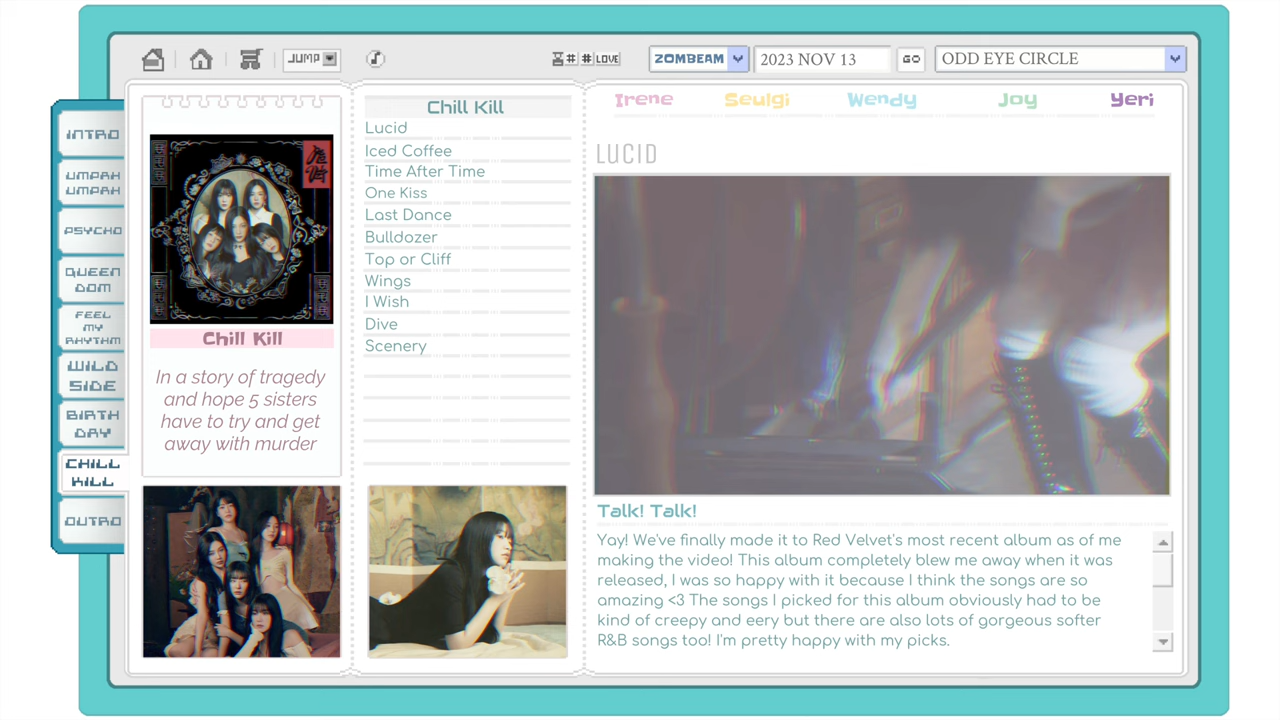 JUMP
# # LOVE
ZOMBEAM
2023 NOV 13
GO
ODD EYE CIRCLE
INTRO
UMPAH
UMPAH
PSYCHO
QUEEN
DOM
FEEL
MY
RHYTHM
WILD
SIDE
BIRTH
DAY
CHILL
KILL
OUTRO
Chill Kill
In a story of tragedy
and hope 5 sisters
have to try and get
away with murder
Chill Kill
Lucid
Iced Coffee
Time After Time
One Kiss
Last Dance
Bulldozer
Top or Cliff
Wings
I Wish
Dive
Scenery
Irene Seulgi Wendy Joy Yeri
LUCID
Talk! Talk!
Yay! We've finally made it to Red Velvet's most recent album as of me
making the video! This album completely blew me away when it was
released, I was so happy with it because I think the songs are so
amazing <3 The songs I picked for this album obviously had to be
kind of creepy and eery but there are also lots of gorgeous softer
R&B songs too! I'm pretty happy with my picks.